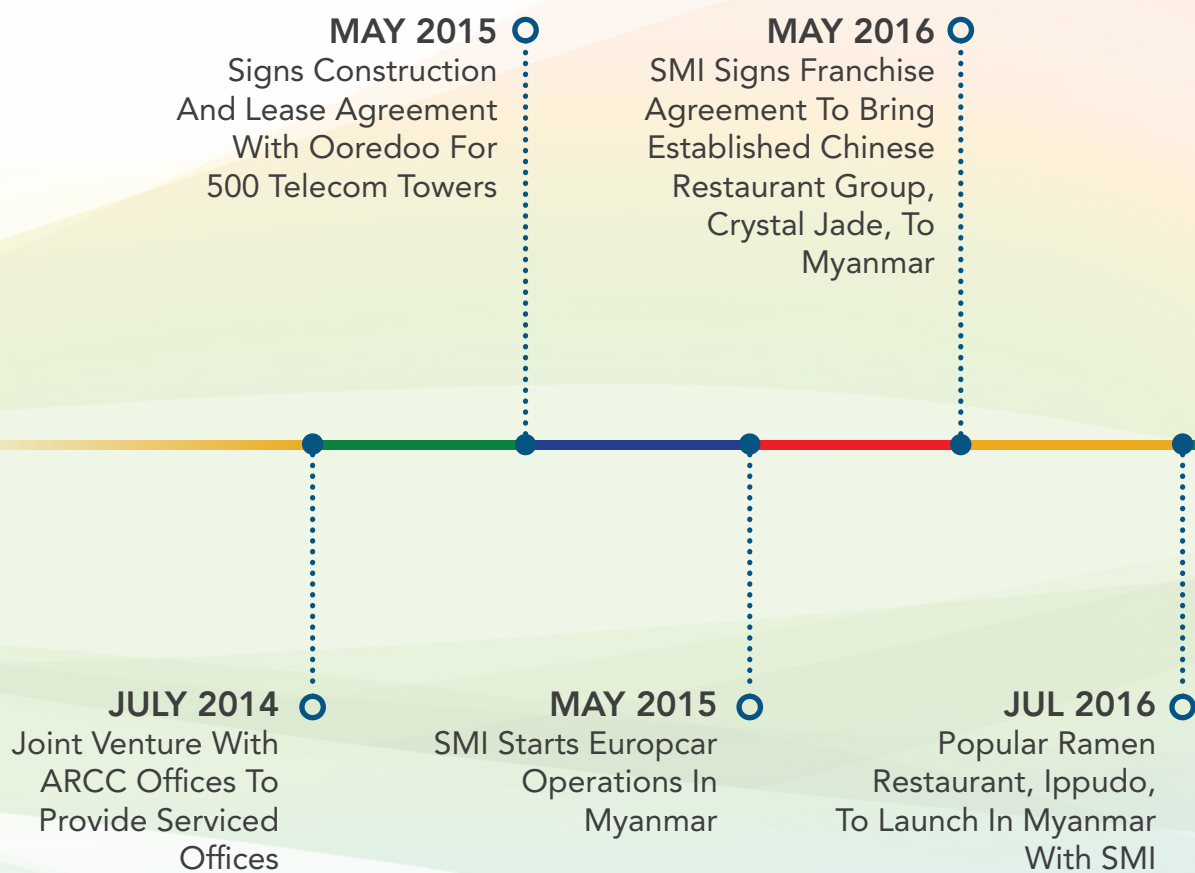 MAY 2015
Signs Construction
And Lease Agreement
With Ooredoo For
500 Telecom Towers
MAY 2016
SMI Signs Franchise
Agreement To Bring
Established Chinese
Restaurant Group,
Crystal Jade, To
Myanmar
JULY 2014
Joint Venture With
ARCC Offices To
Provide Serviced
Offices
MAY 2015
SMI Starts Europcar
Operations In
Myanmar
JUL 2016
Popular Ramen
Restaurant, Ippudo,
To Launch In Myanmar
With SMI